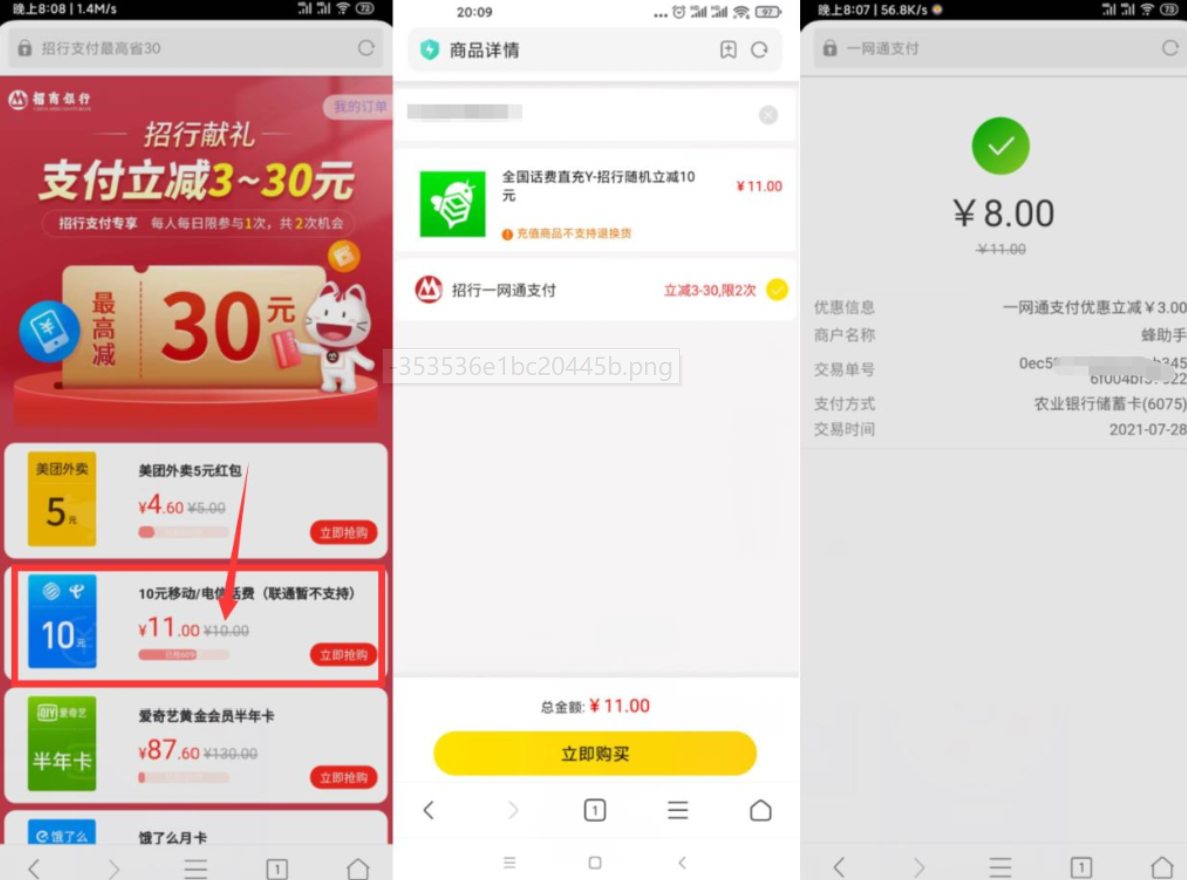 晚上8:08 | 1.4M/s
72
招行支付最高省30
招商银行
我的订单
招行献礼
支付立减3~30元
招行支付专享 每人每日限参与1次，共2次机会
最高减
30元
美团外卖
5元
美团外卖5元红包
¥4.60 ¥5.00
立即抢购
10元
10元移动/电信话费（联通暂不支持）
¥11.00 ¥10.00
立即抢购
爱奇艺
半年卡
爱奇艺黄金会员半年卡
¥87.60 ¥130.00
立即抢购
饿了么
饿了么月卡
1
20:09
97
商品详情
全国话费直充Y-招行随机立减10
元
¥11.00
充值商品不支持退换货
招行一网通支付
立减3-30,限2次
-353536e1bc20445b.png
总金额: ¥11.00
立即购买
1
晚上8:07 | 56.8K/s
73
一网通支付
¥8.00
¥11.00
优惠信息 一网通支付优惠立减¥3.00
商户名称 蜂助手
交易单号
支付方式 农业银行储蓄卡(6075)
交易时间 2021-07-28
1